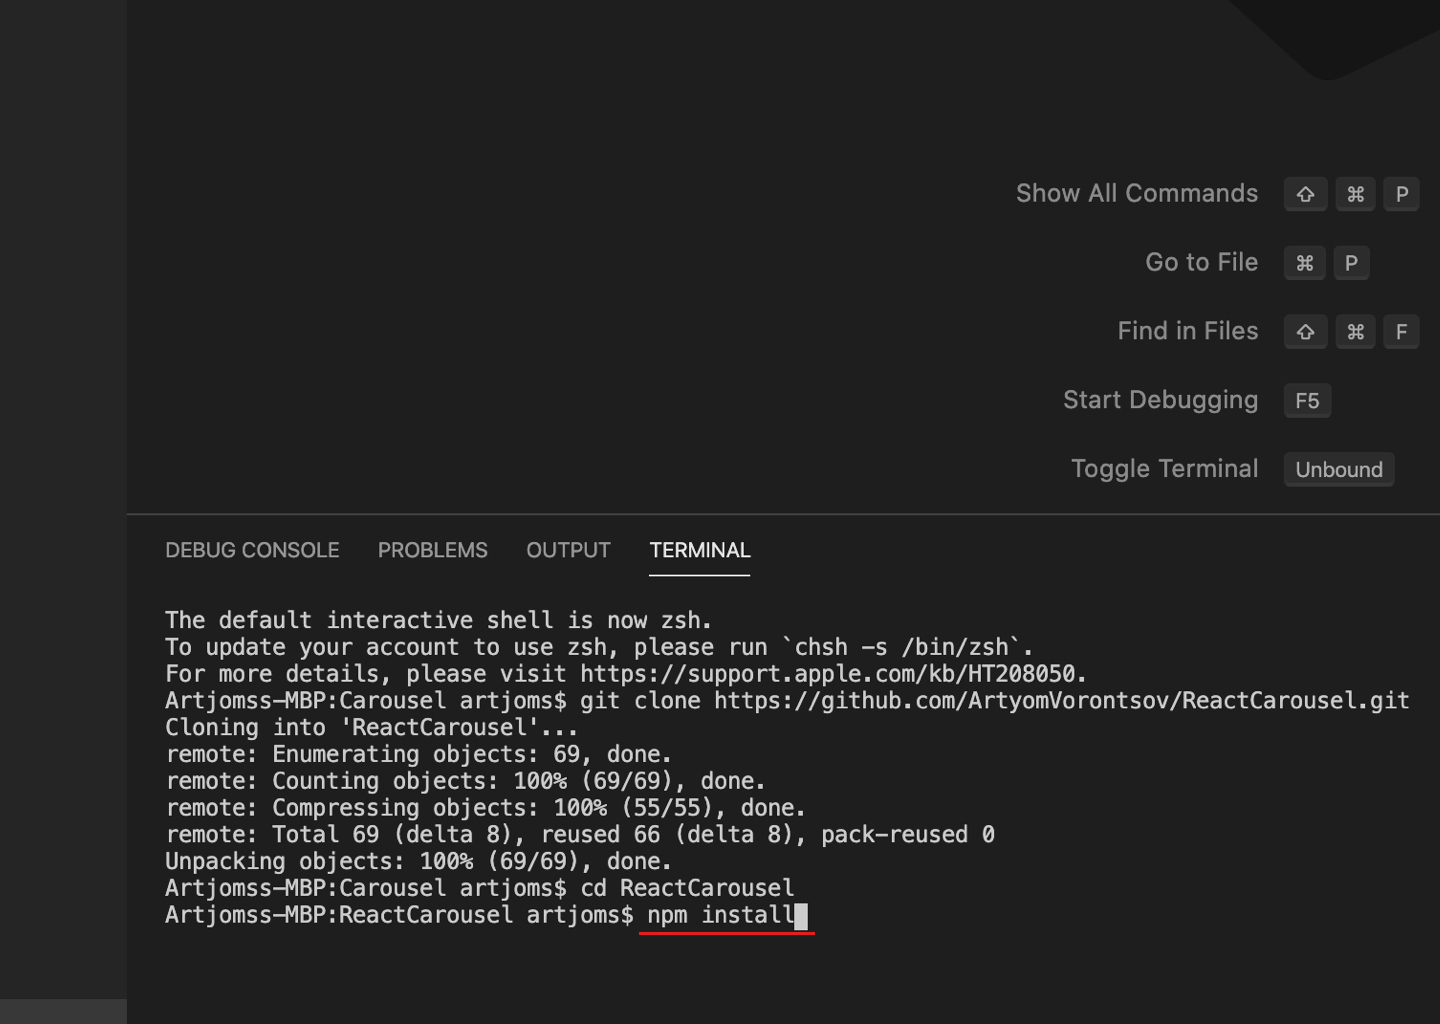 Show All Commands ⇧ ⌘ P
Go to File ⌘ P
Find in Files ⇧ ⌘ F
Start Debugging F5
Toggle Terminal Unbound
DEBUG CONSOLE PROBLEMS OUTPUT TERMINAL
The default interactive shell is now zsh.
To update your account to use zsh, please run `chsh -s /bin/zsh`.
For more details, please visit https://support.apple.com/kb/HT208050.
Artjomss-MBP:Carousel artjoms$ git clone https://github.com/ArtyomVorontsov/ReactCarousel.git
Cloning into 'ReactCarousel'...
remote: Enumerating objects: 69, done.
remote: Counting objects: 100% (69/69), done.
remote: Compressing objects: 100% (55/55), done.
remote: Total 69 (delta 8), reused 66 (delta 8), pack-reused 0
Unpacking objects: 100% (69/69), done.
Artjomss-MBP:Carousel artjoms$ cd ReactCarousel
Artjomss-MBP:ReactCarousel artjoms$ npm install